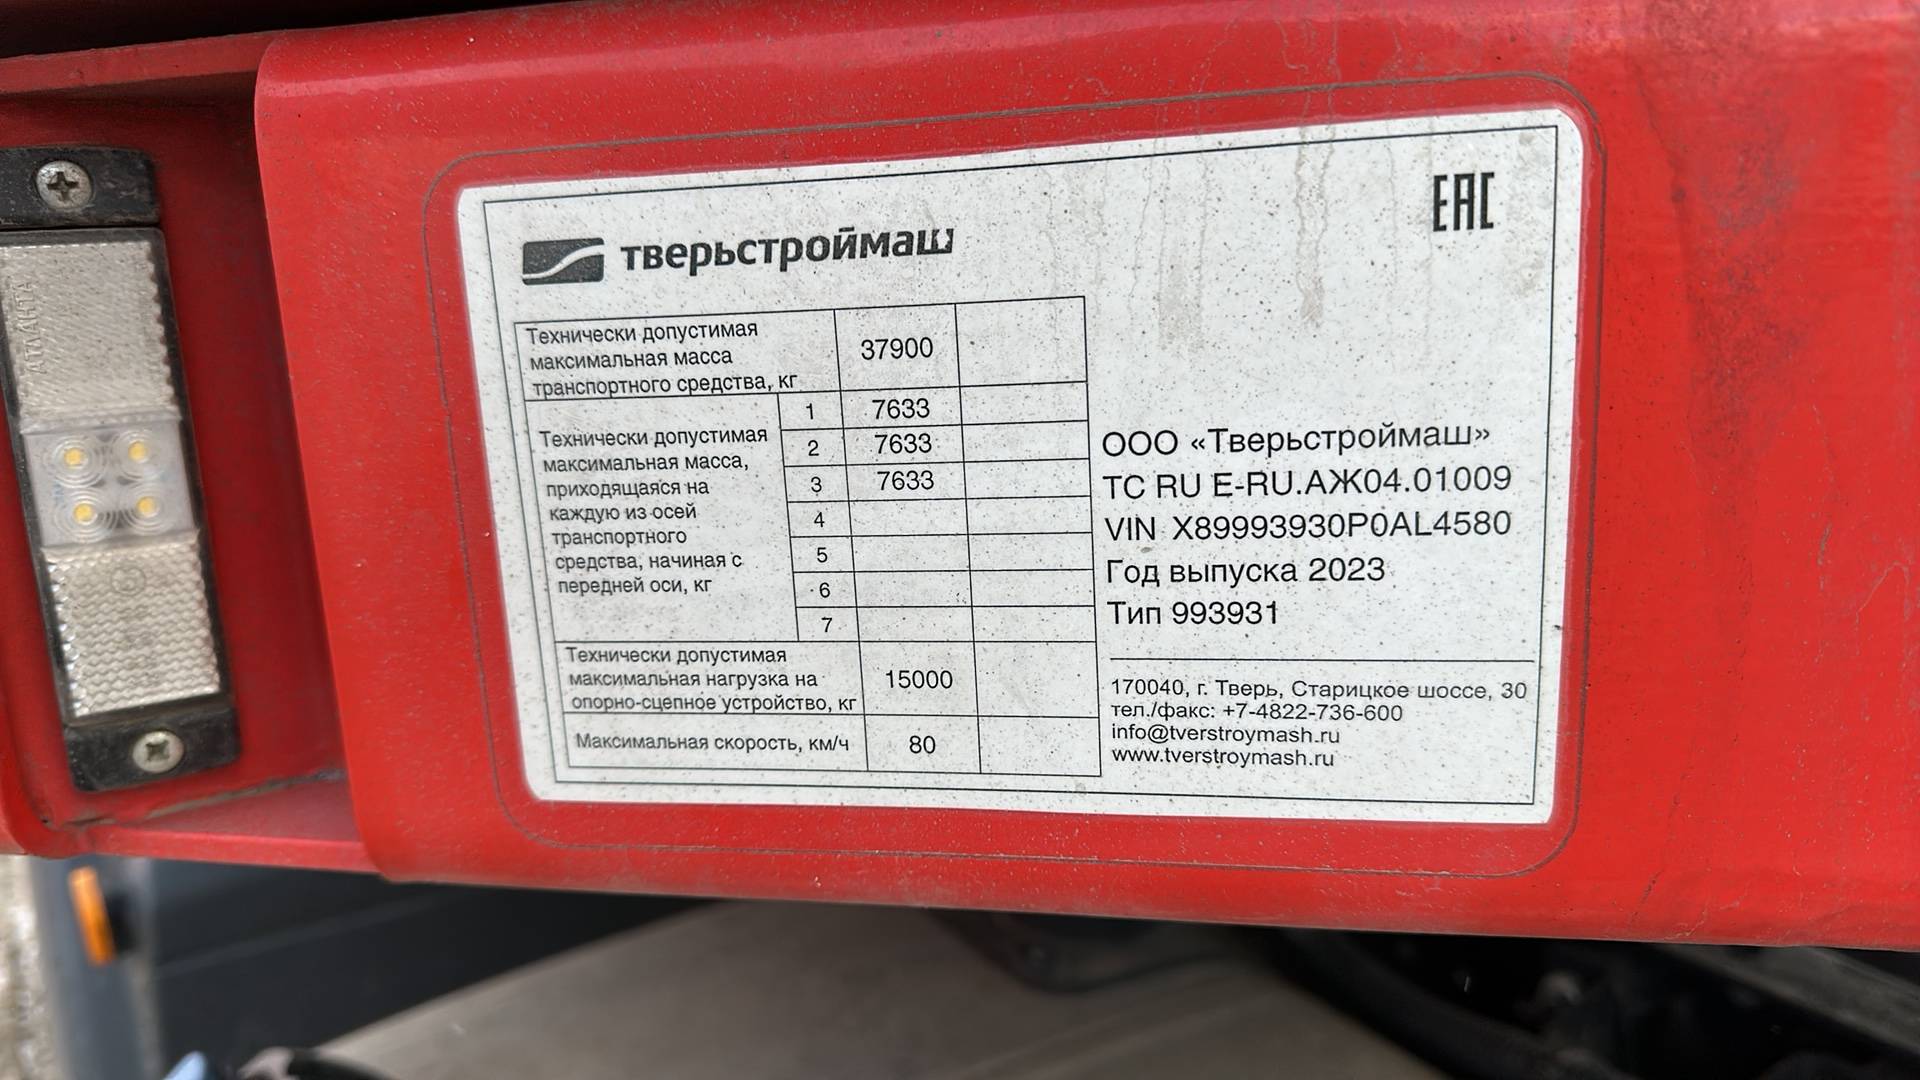 тверьстроймаш
ЕАС
Технически допустимая
максимальная масса
транспортного средства, кг
37900
Технически допустимая
максимальная масса,
приходящаяся на
каждую из осей
транспортного
средства, начиная с
передней оси, кг
1 7633
2 7633
3 7633
4
5
6
7
Технически допустимая
максимальная нагрузка на
опорно-сцепное устройство, кг
15000
Максимальная скорость, км/ч 80
ООО «Тверьстроймаш»
ТС RU E-RU.АЖ04.01009
VIN X89993930P0AL4580
Год выпуска 2023
Тип 993931
170040, г. Тверь, Старицкое шоссе, 30
тел./факс: +7-4822-736-600
info@tverstroymash.ru
www.tverstroymash.ru
АТЛАНТА